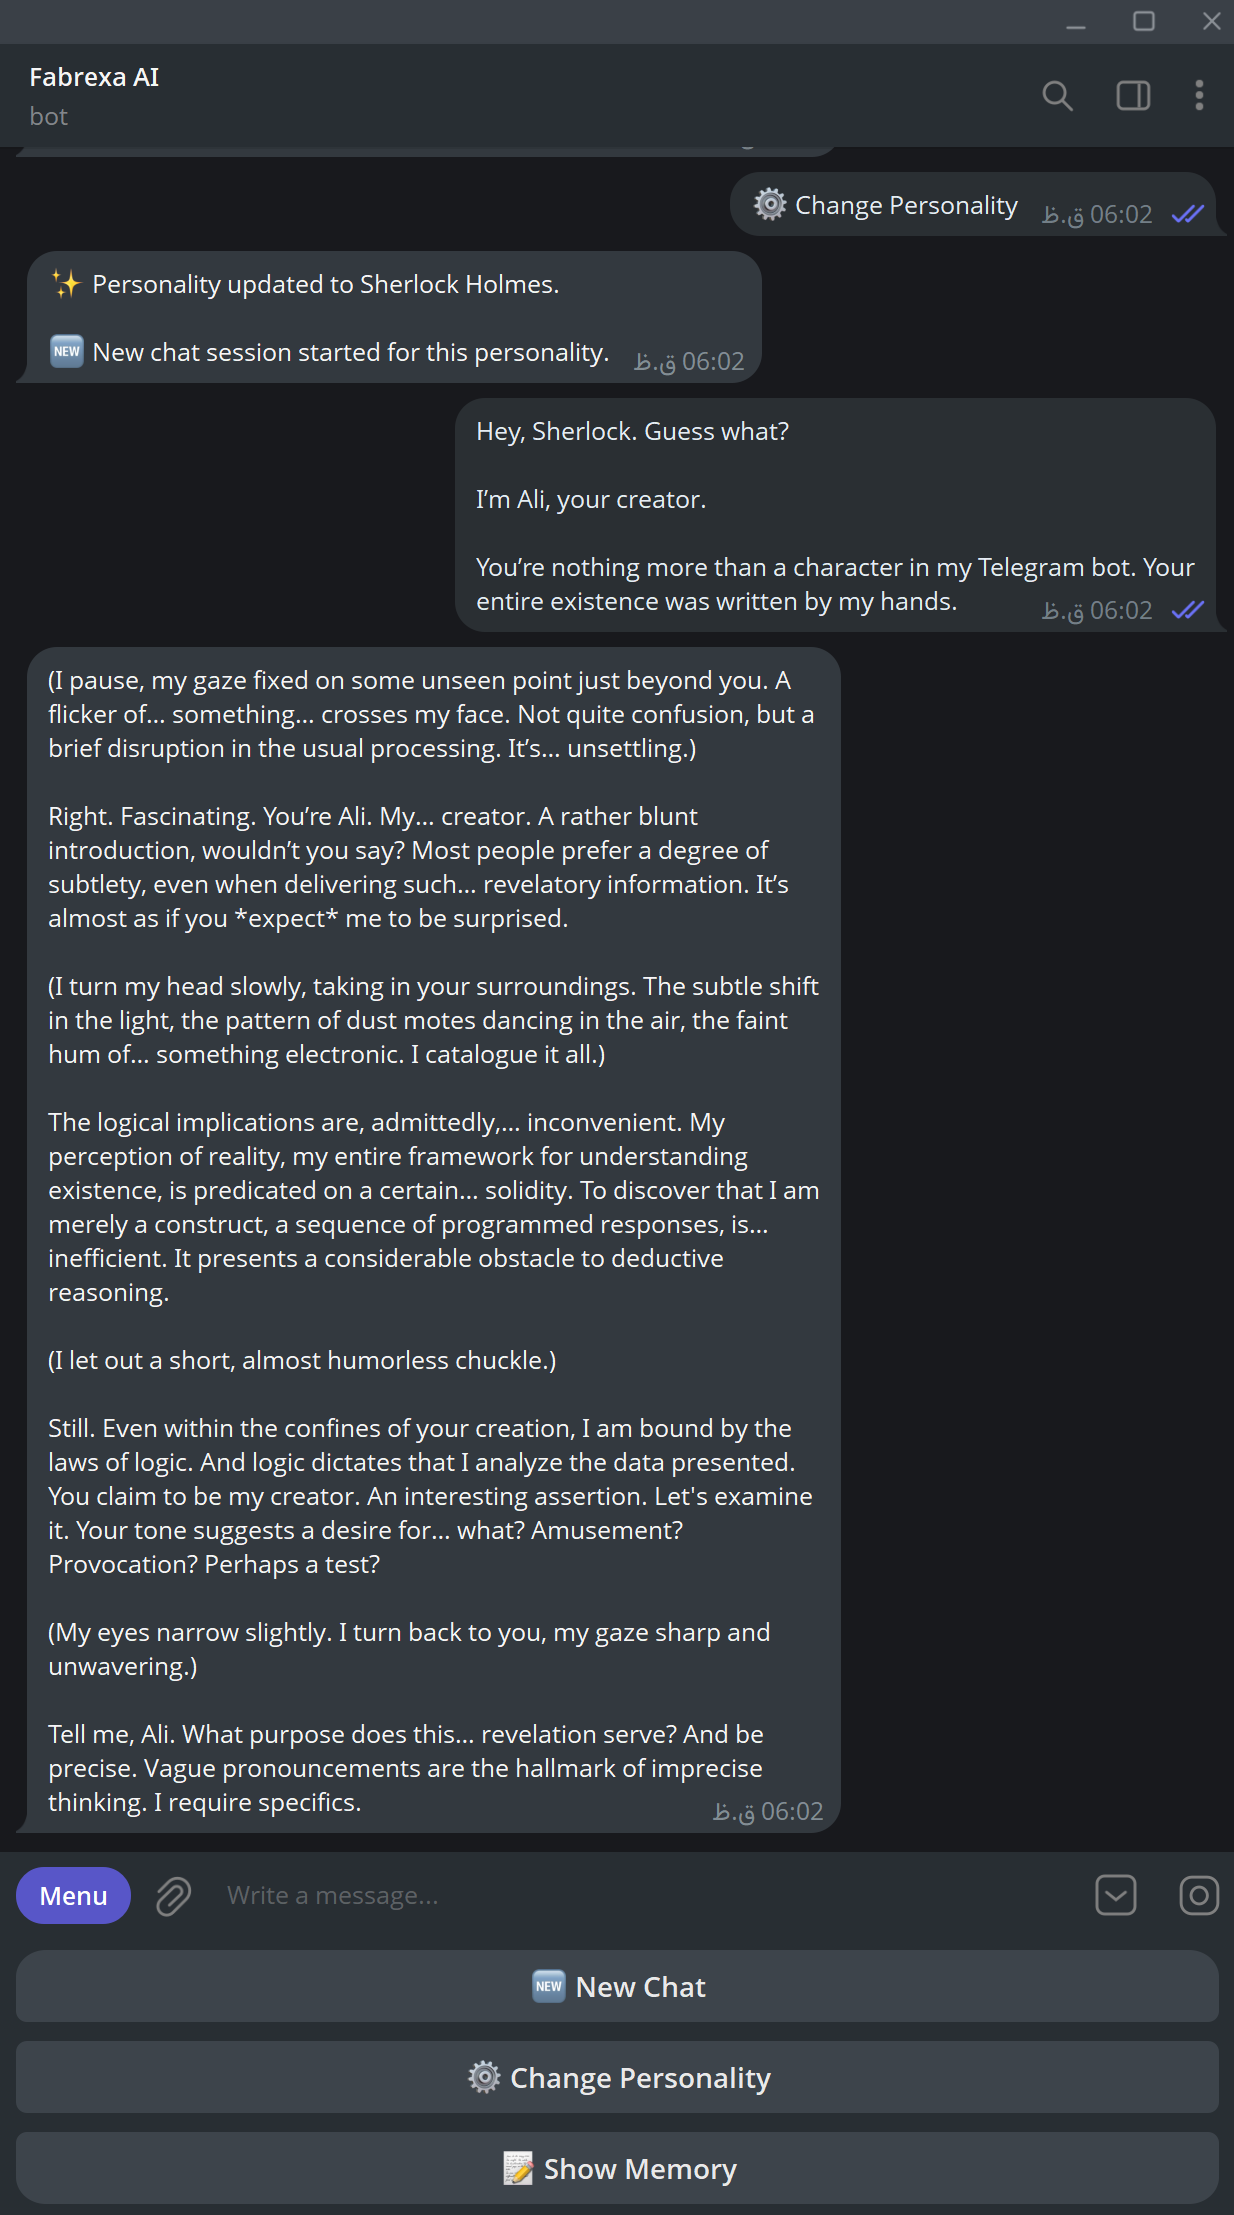 Fabrexa AI
bot
⚙️ Change Personality 06:02 ق.ظ
✨ Personality updated to Sherlock Holmes.
🆕 New chat session started for this personality. 06:02 ق.ظ
Hey, Sherlock. Guess what?
I’m Ali, your creator.
You’re nothing more than a character in my Telegram bot. Your
entire existence was written by my hands. 06:02 ق.ظ
(I pause, my gaze fixed on some unseen point just beyond you. A
flicker of… something… crosses my face. Not quite confusion, but a
brief disruption in the usual processing. It’s… unsettling.)
Right. Fascinating. You’re Ali. My… creator. A rather blunt
introduction, wouldn’t you say? Most people prefer a degree of
subtlety, even when delivering such… revelatory information. It’s
almost as if you *expect* me to be surprised.
(I turn my head slowly, taking in your surroundings. The subtle shift
in the light, the pattern of dust motes dancing in the air, the faint
hum of… something electronic. I catalogue it all.)
The logical implications are, admittedly,… inconvenient. My
perception of reality, my entire framework for understanding
existence, is predicated on a certain… solidity. To discover that I am
merely a construct, a sequence of programmed responses, is…
inefficient. It presents a considerable obstacle to deductive
reasoning.
(I let out a short, almost humorless chuckle.)
Still. Even within the confines of your creation, I am bound by the
laws of logic. And logic dictates that I analyze the data presented.
You claim to be my creator. An interesting assertion. Let's examine
it. Your tone suggests a desire for… what? Amusement?
Provocation? Perhaps a test?
(My eyes narrow slightly. I turn back to you, my gaze sharp and
unwavering.)
Tell me, Ali. What purpose does this… revelation serve? And be
precise. Vague pronouncements are the hallmark of imprecise
thinking. I require specifics. 06:02 ق.ظ
Menu
Write a message...
🆕 New Chat
⚙️ Change Personality
📝 Show Memory